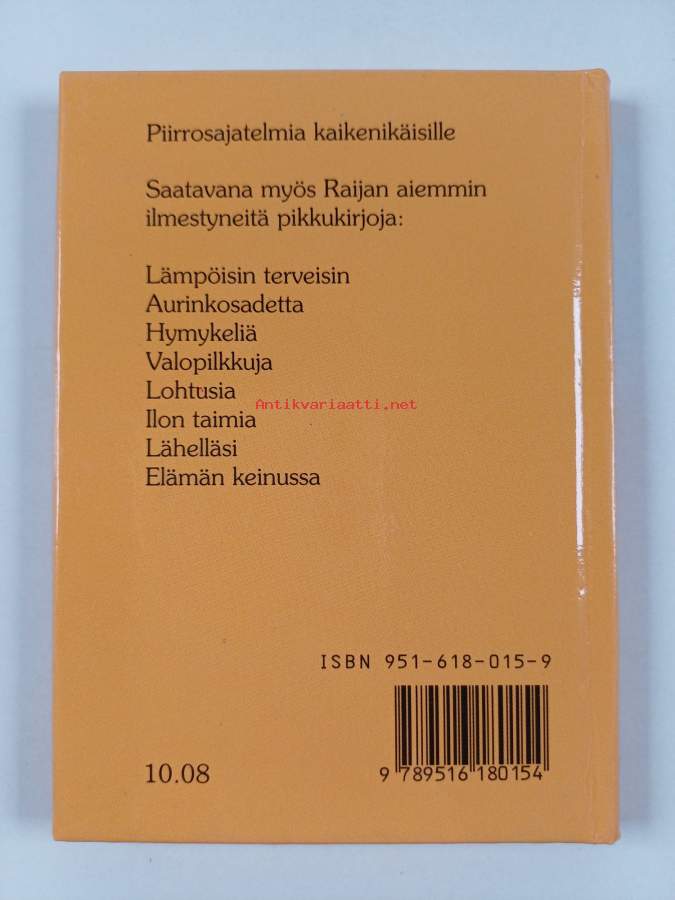 Piirrosajatelmia kaikenikäisille
Saatavana myös Raijan aiemmin
ilmestyneitä pikkukirjoja:
Lämpöisin terveisin
Aurinkosadetta
Hymykeliä
Valopilkkuja
Lohtusia
Antikvariaatti.net
Ilon taimia
Lähelläsi
Elämän keinussa
ISBN 951-618-015-9
9 789516 180154
10.08